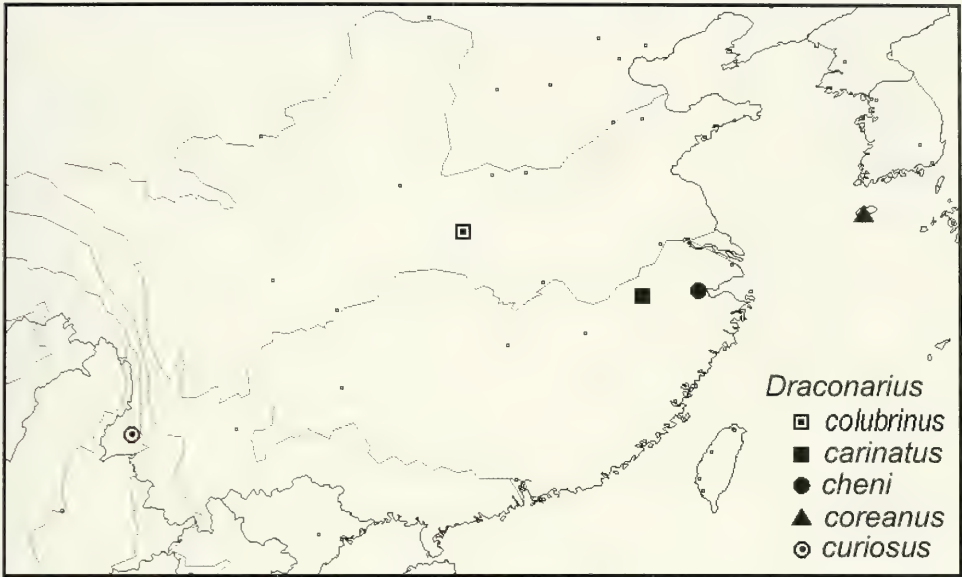 Draconarius
colubrinus
carinatus
cheni
coreanus
curiosus